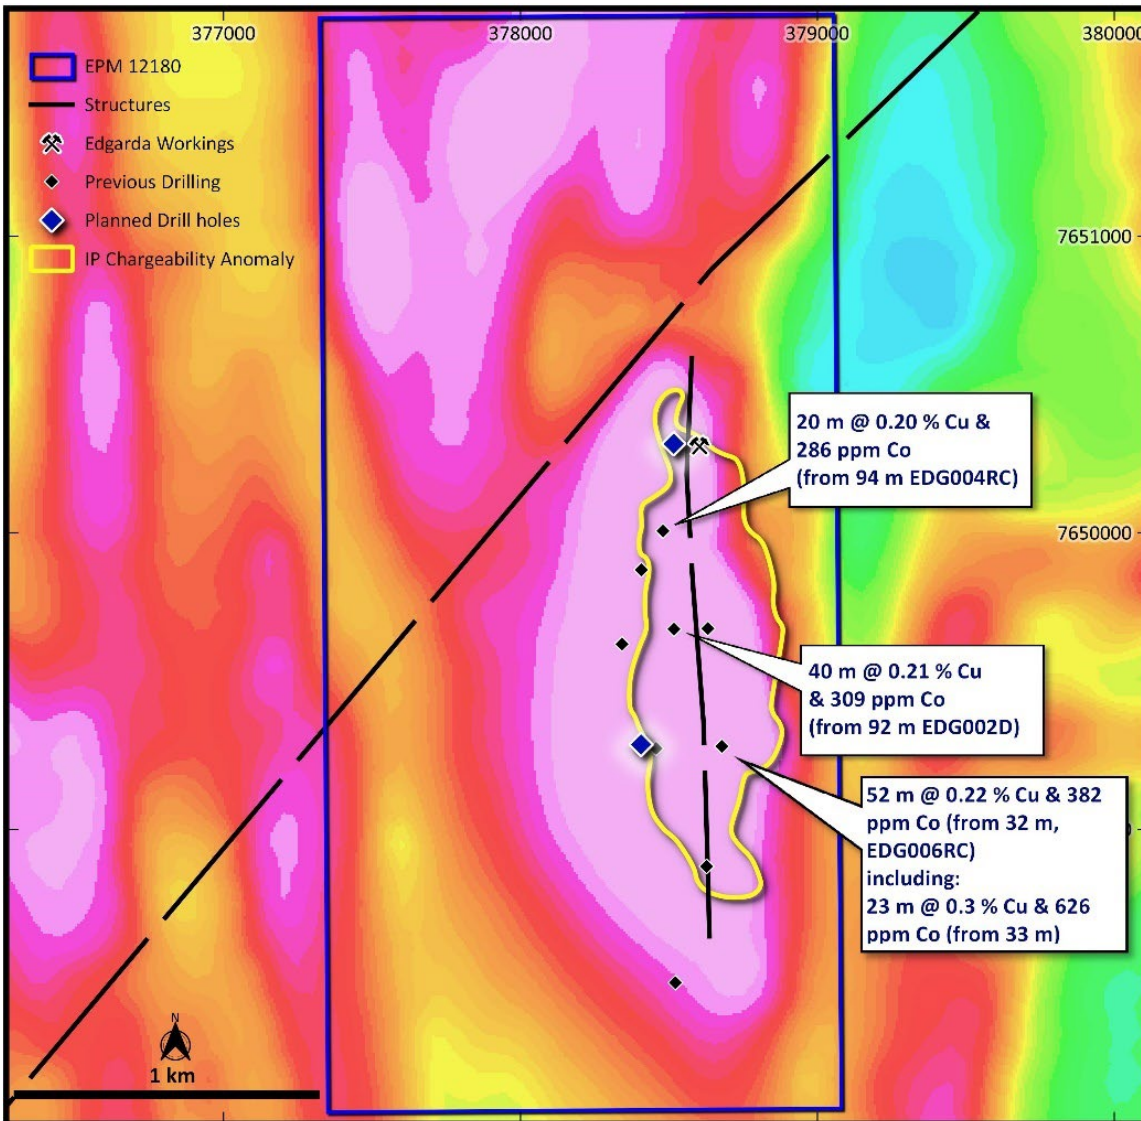 377000
378000
379000
380000
EPM 12180
Structures
Edgarda Workings
Previous Drilling
Planned Drill holes
IP Chargeability Anomaly
7651000
20 m @ 0.20 % Cu &
286 ppm Co
(from 94 m EDG004RC)
7650000
40 m @ 0.21 % Cu
& 309 ppm Co
(from 92 m EDG002D)
52 m @ 0.22 % Cu & 382
ppm Co (from 32 m,
EDG006RC)
including:
23 m @ 0.3 % Cu & 626
ppm Co (from 33 m)
N
1 km